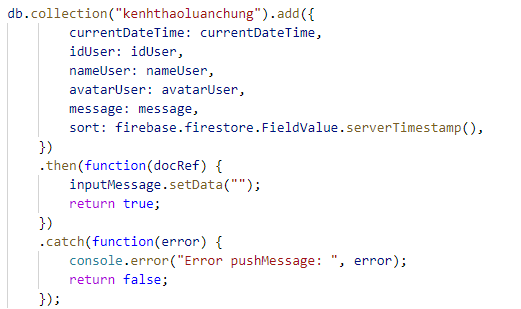 db.collection("kenhthaoluanchung").add({
currentDateTime: currentDateTime,
idUser: idUser,
nameUser: nameUser,
avatarUser: avatarUser,
message: message,
sort: firebase.firestore.FieldValue.serverTimestamp(),
})
.then(function(docRef) {
inputMessage.setData("");
return true;
})
.catch(function(error) {
console.error("Error pushMessage: ", error);
return false;
});